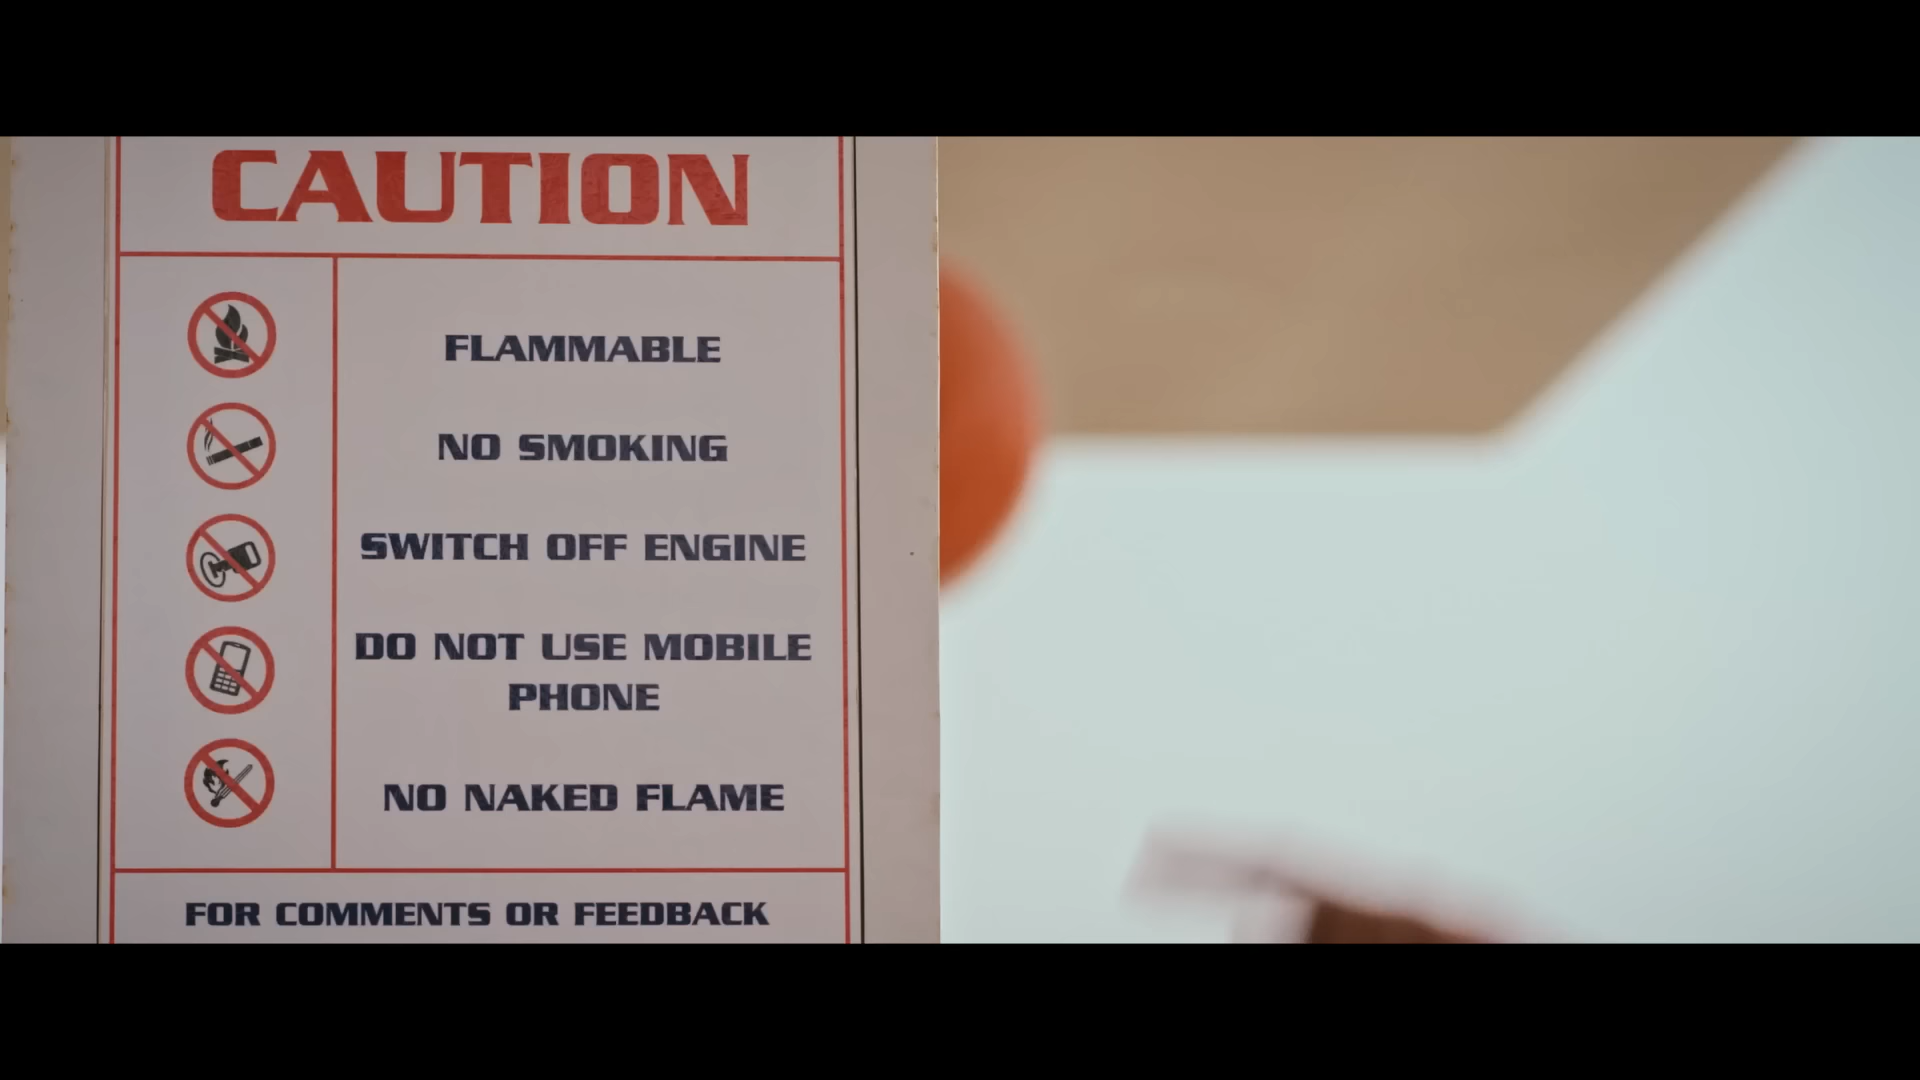 CAUTION
FLAMMABLE
NO SMOKING
SWITCH OFF ENGINE
DO NOT USE MOBILE
PHONE
NO NAKED FLAME
FOR COMMENTS OR FEEDBACK